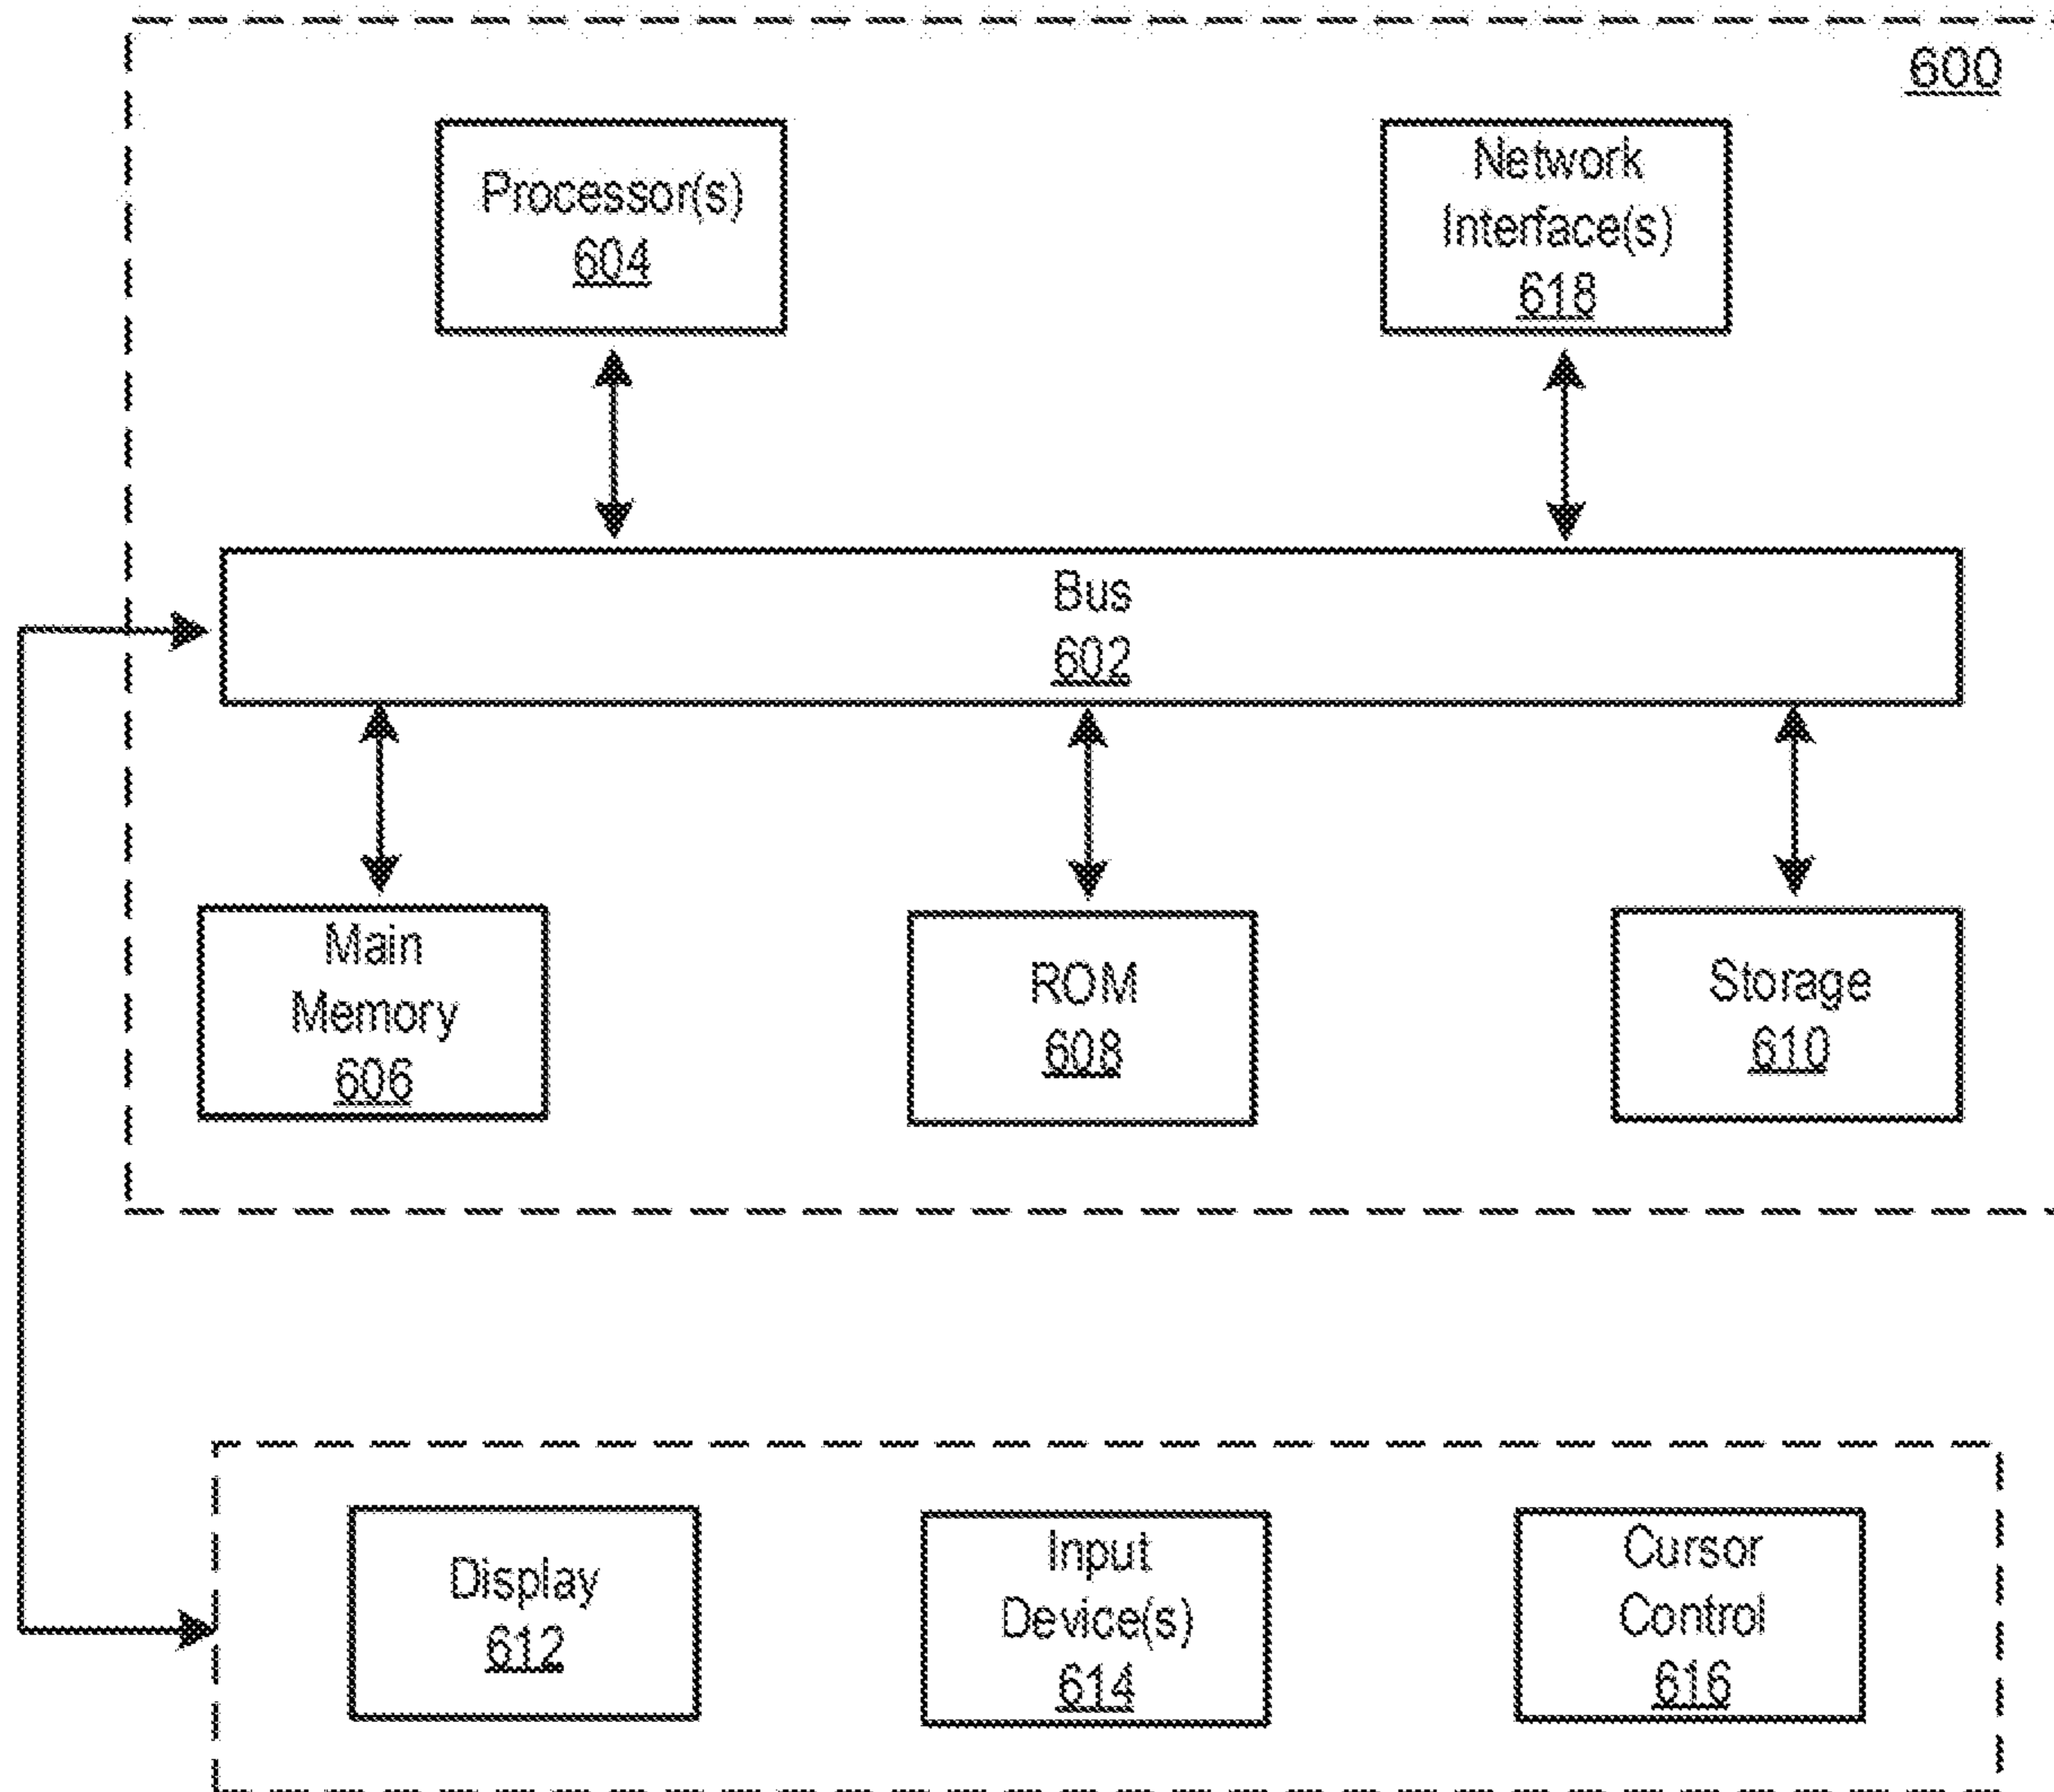 600
Processor(s)
604
Network
Interface(s)
618
Bus
602
Main
Memory
606
ROM
608
Storage
610
Display
612
Input
Device(s)
614
Cursor
Control
616